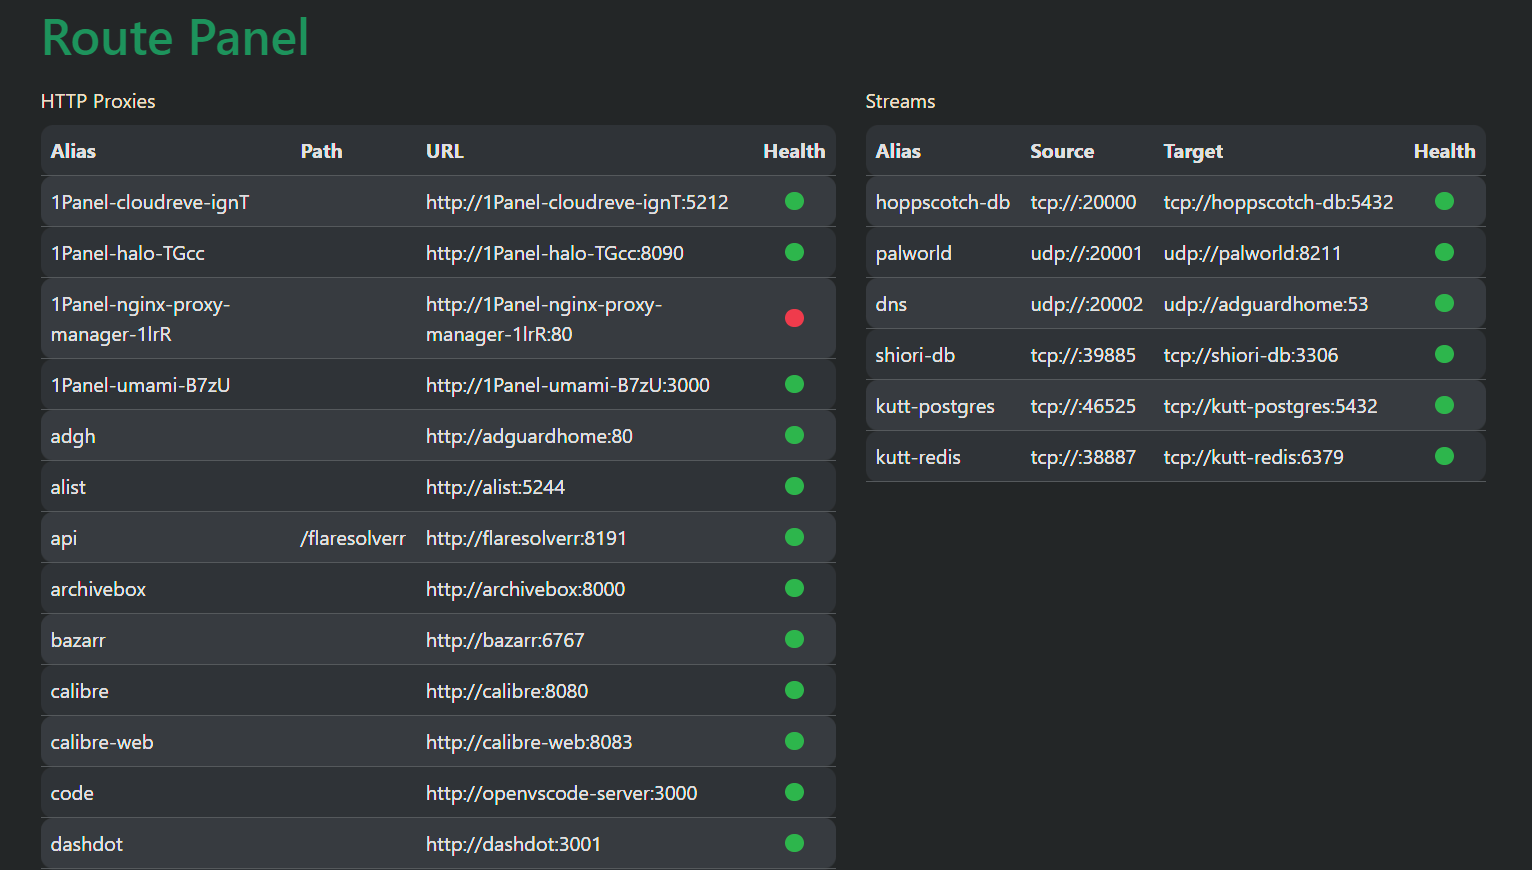 Route Panel
HTTP Proxies
Alias Path URL Health
1Panel-cloudreve-ignT http://1Panel-cloudreve-ignT:5212
1Panel-halo-TGcc http://1Panel-halo-TGcc:8090
1Panel-nginx-proxy- http://1Panel-nginx-proxy-
manager-1lrR manager-1lrR:80
1Panel-umami-B7zU http://1Panel-umami-B7zU:3000
adgh http://adguardhome:80
alist http://alist:5244
api /flaresolverr http://flaresolverr:8191
archivebox http://archivebox:8000
bazarr http://bazarr:6767
calibre http://calibre:8080
calibre-web http://calibre-web:8083
code http://openvscode-server:3000
dashdot http://dashdot:3001
Streams
Alias Source Target Health
hoppscotch-db tcp://:20000 tcp://hoppscotch-db:5432
palworld udp://:20001 udp://palworld:8211
dns udp://:20002 udp://adguardhome:53
shiori-db tcp://:39885 tcp://shiori-db:3306
kutt-postgres tcp://:46525 tcp://kutt-postgres:5432
kutt-redis tcp://:38887 tcp://kutt-redis:6379